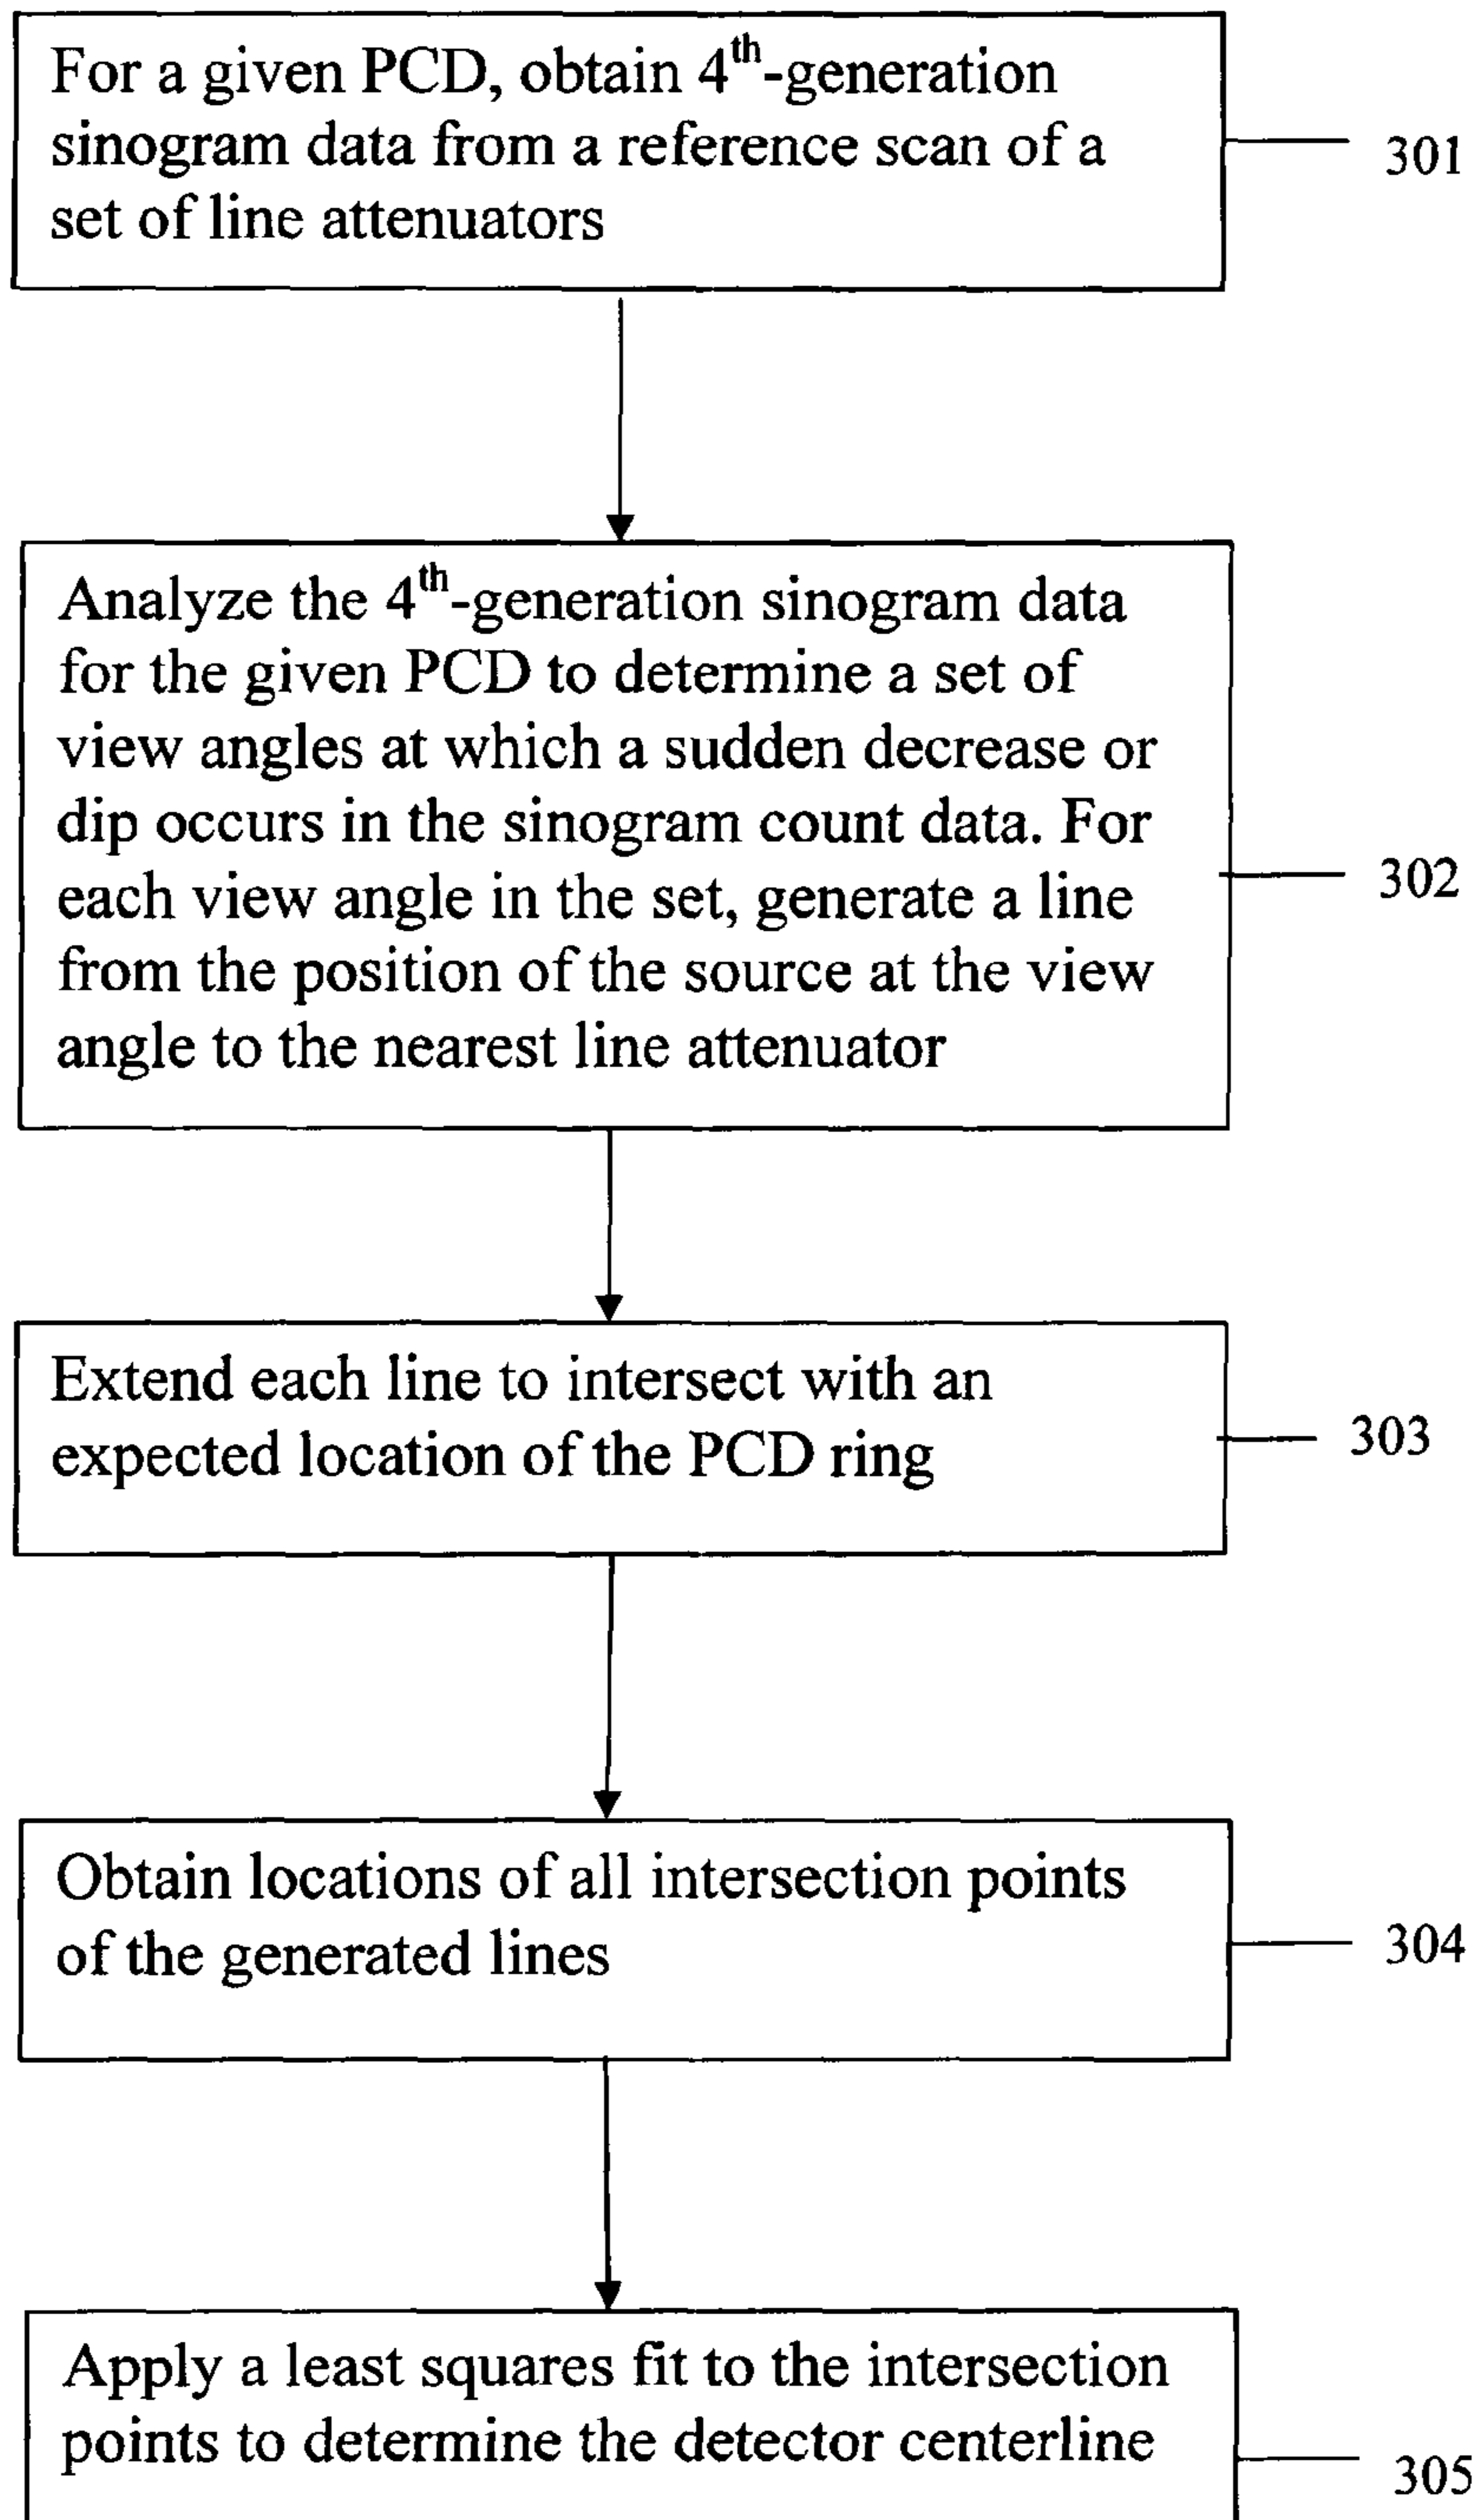 For a given PCD, obtain 4th-generation
sinogram data from a reference scan of a
set of line attenuators
301
Analyze the 4th-generation sinogram data
for the given PCD to determine a set of
view angles at which a sudden decrease or
dip occurs in the sinogram count data. For
each view angle in the set, generate a line
from the position of the source at the view
angle to the nearest line attenuator
302
Extend each line to intersect with an
expected location of the PCD ring
303
Obtain locations of all intersection points
of the generated lines
304
Apply a least squares fit to the intersection
points to determine the detector centerline
305